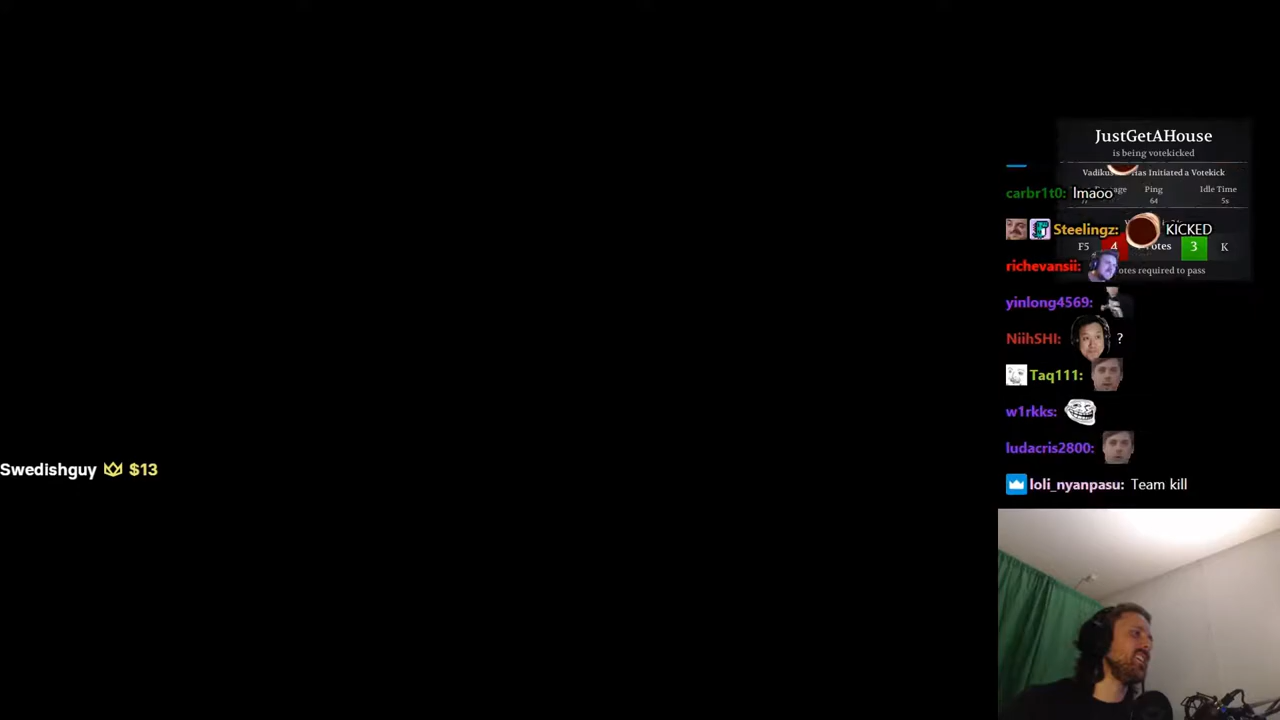 JustGetAHouse
is being votekicked
Has Initiated a Votekick
carbr1t0: lmaoo
Ping
Idle Time
64
5s
Steelingz: KICKED
F5 4 3 K
richevansii:
required to pass
yinlong4569:
NiihSHI: ?
Taq111:
w1rkks:
ludacris2800:
Swedishguy $13
loli_nyanpasu: Team kill